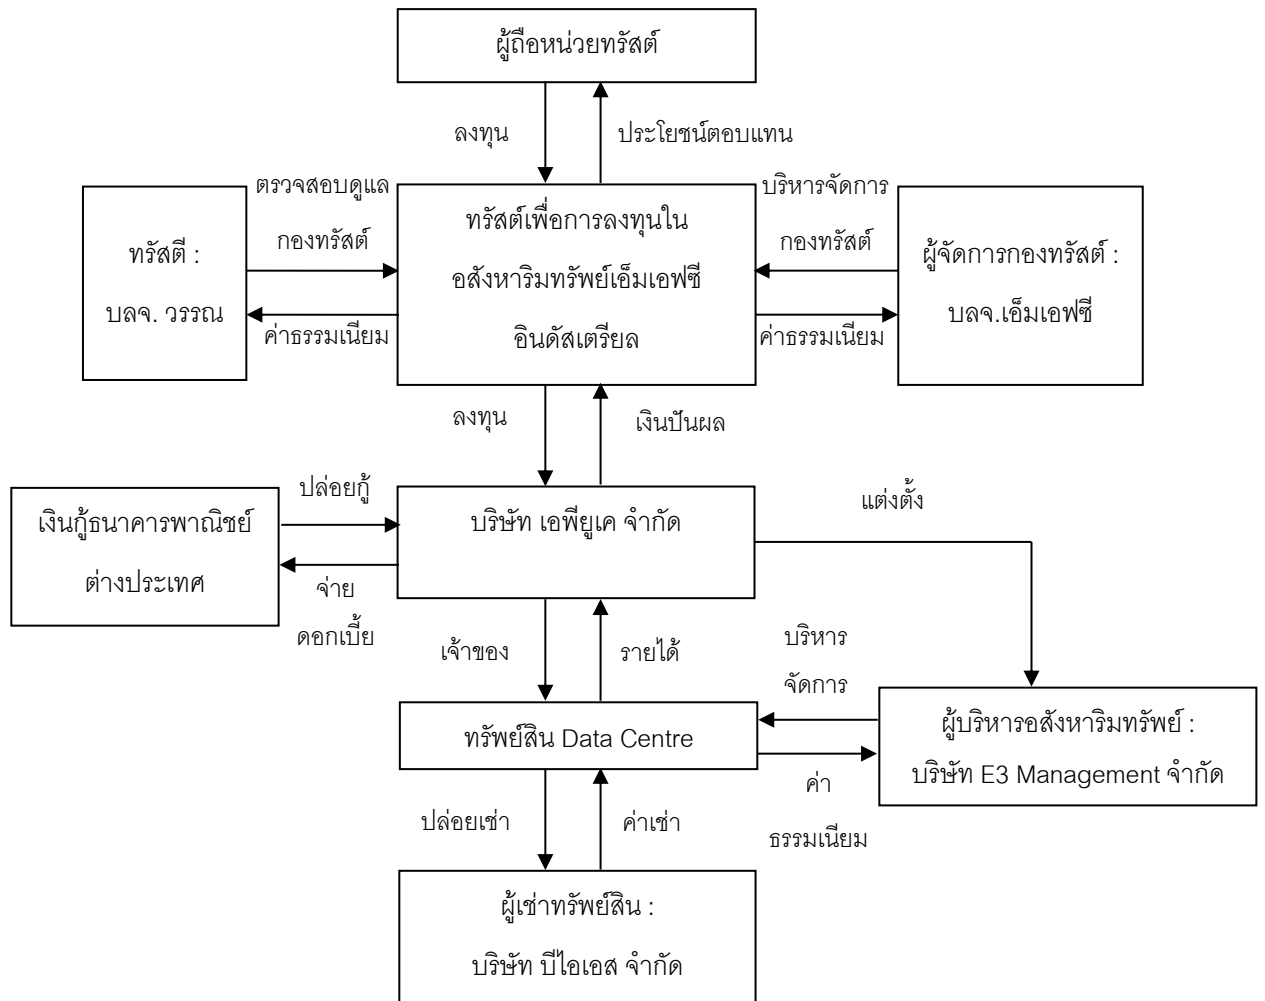 ผู้ถือหน่วยทรัสต์
ลงทุน
ประโยชน์ตอบแทน
ตรวจสอบดูแล
กองทรัสต์
ค่าธรรมเนียม
ทรัสตี :
บลจ. วรรณ
ทรัสต์เพื่อการลงทุนใน
อสังหาริมทรัพย์เอ็มเอฟซี
อินดัสเตรียล
บริหารจัดการ
กองทรัสต์
ค่าธรรมเนียม
ผู้จัดการกองทรัสต์ :
บลจ.เอ็มเอฟซี
ลงทุน
เงินปันผล
เงินกู้ธนาคารพาณิชย์
ต่างประเทศ
ปล่อยกู้
จ่าย
ดอกเบี้ย
บริษัท เอพียูเค จำกัด
แต่งตั้ง
เจ้าของ
รายได้
บริหาร
จัดการ
ทรัพย์สิน Data Centre
ค่า
ธรรมเนียม
ผู้บริหารอสังหาริมทรัพย์ :
บริษัท E3 Management จำกัด
ปล่อยเช่า
ค่าเช่า
ผู้เช่าทรัพย์สิน :
บริษัท บีไอเอส จำกัด